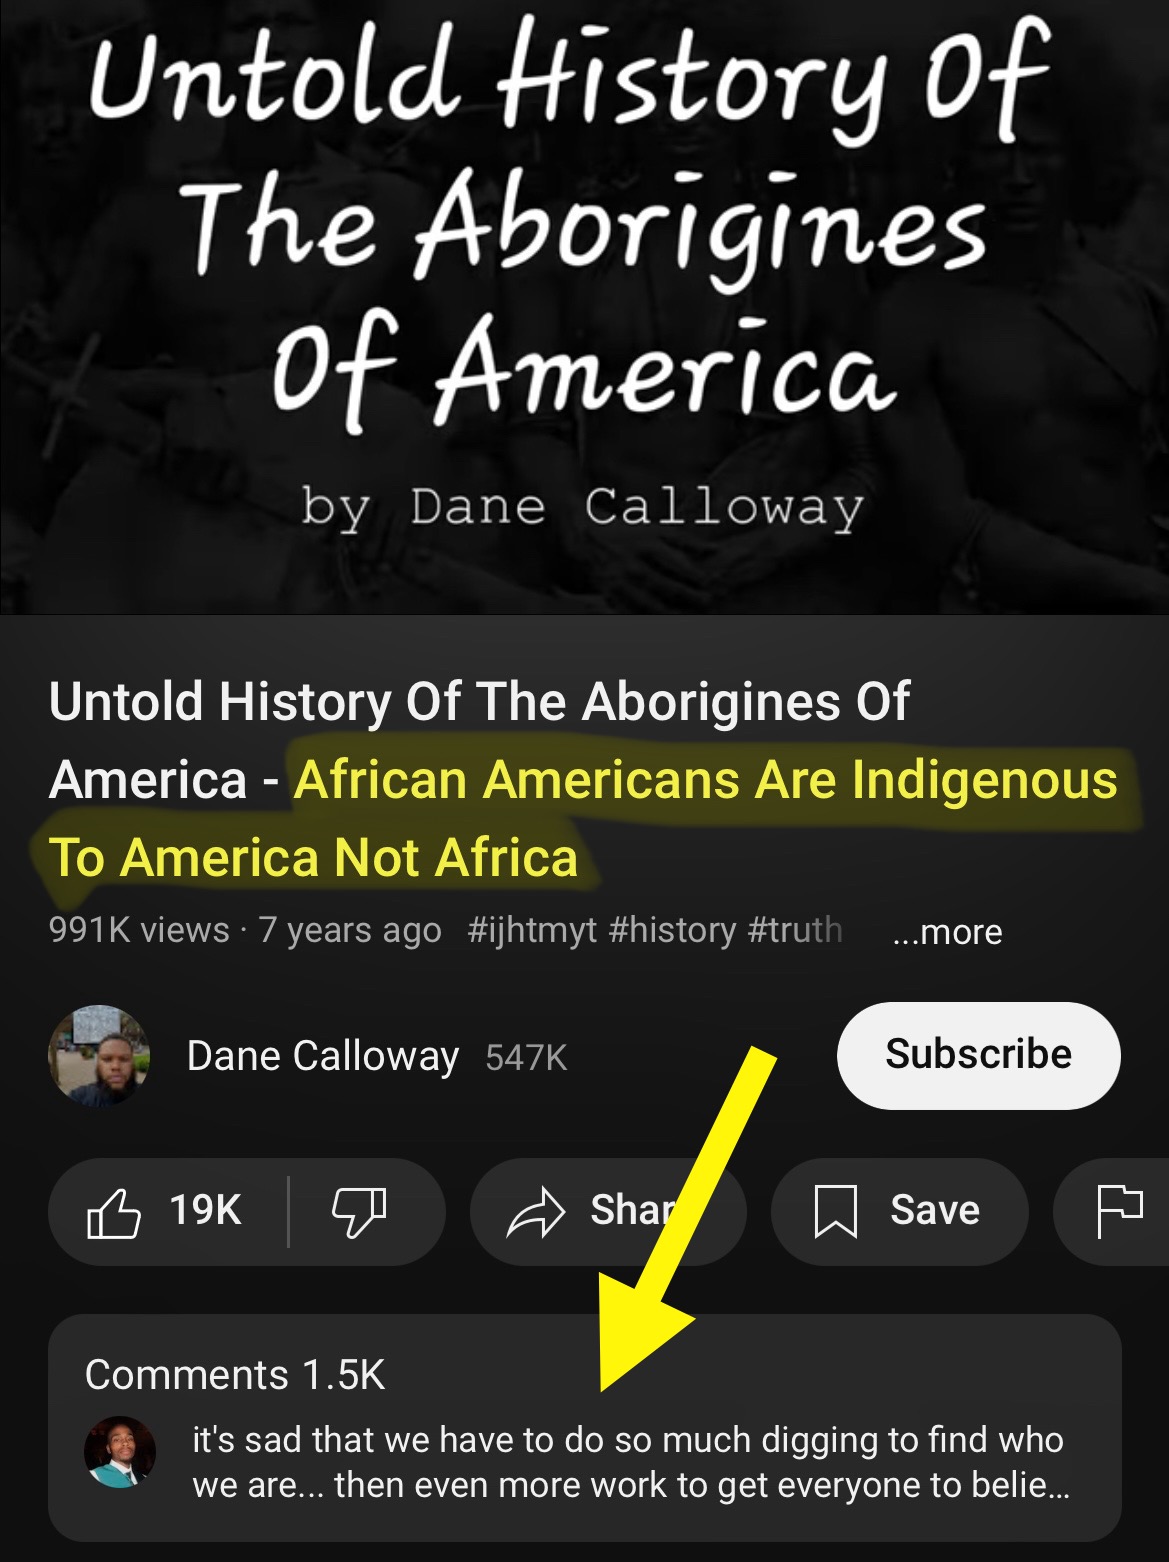 Untold History Of
The Aborigines
Of America
by Dane Calloway
Untold History Of The Aborigines Of
America - African Americans Are Indigenous
To America Not Africa
991K views · 7 years ago #ijhtmyt #history #truth ...more
Dane Calloway 547K
Subscribe
19K
Shar
Save
Comments 1.5K
it's sad that we have to do so much digging to find who
we are... then even more work to get everyone to belie...